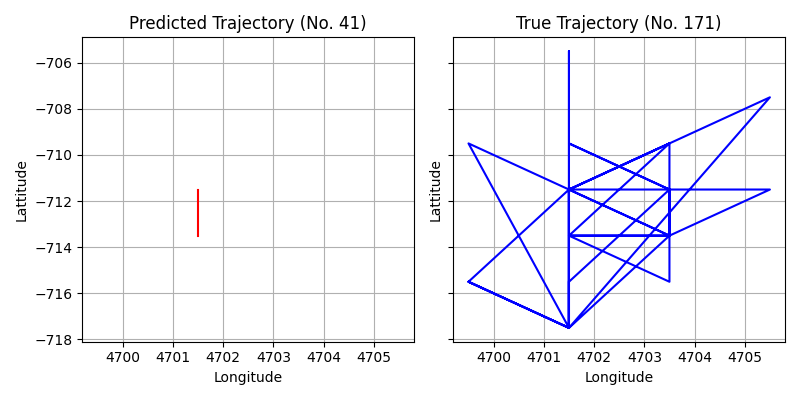 Predicted Trajectory (No. 41)
True Trajectory (No. 171)
−706
−708
−710
−712
−714
−716
−718
Lattitude
Lattitude
4700 4701 4702 4703 4704 4705
4700 4701 4702 4703 4704 4705
Longitude
Longitude